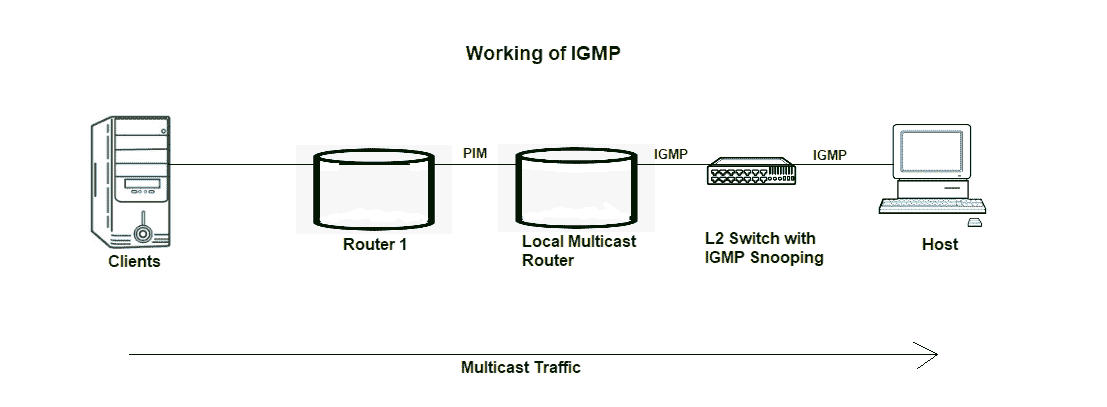 Working of IGMP
PIM
IGMP
IGMP
Clients
Router 1
Local Multicast
Router
L2 Switch with
IGMP Snooping
Host
Multicast Traffic